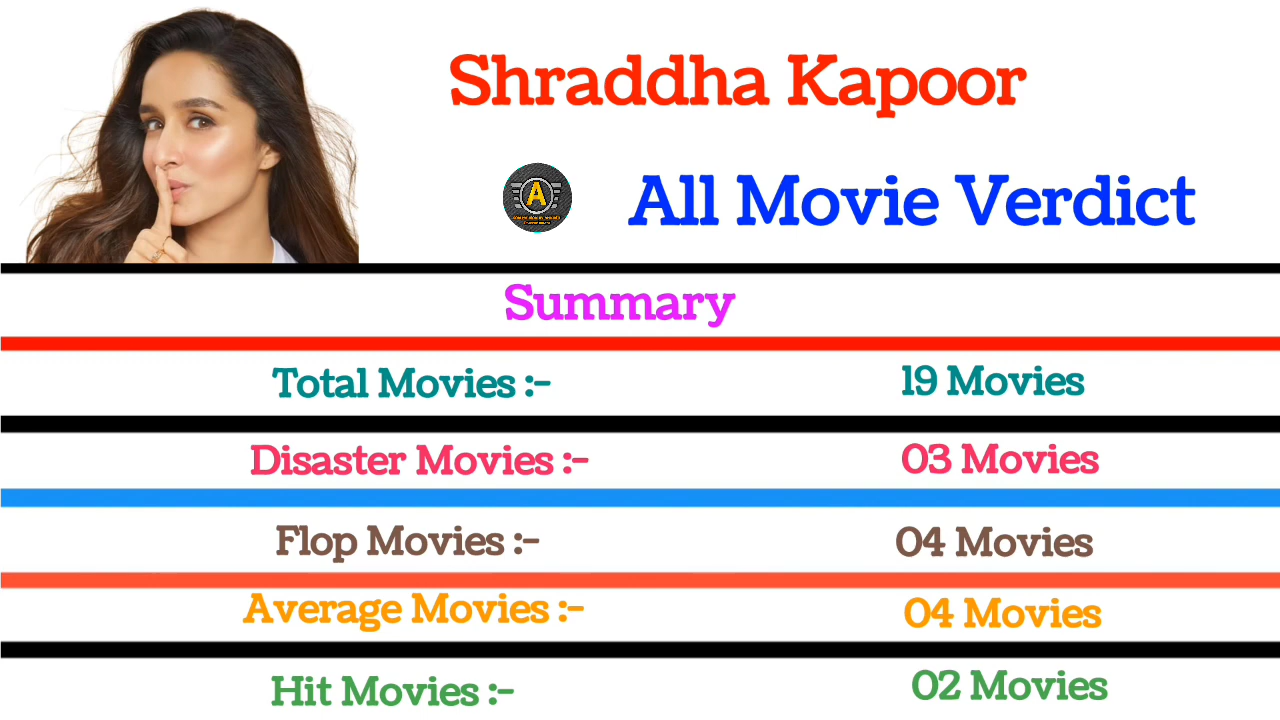 Shraddha Kapoor
A
All Movie Verdict
Summary
Total Movies :- 19 Movies
Disaster Movies :- 03 Movies
Flop Movies :- 04 Movies
Average Movies :- 04 Movies
Hit Movies :- 02 Movies